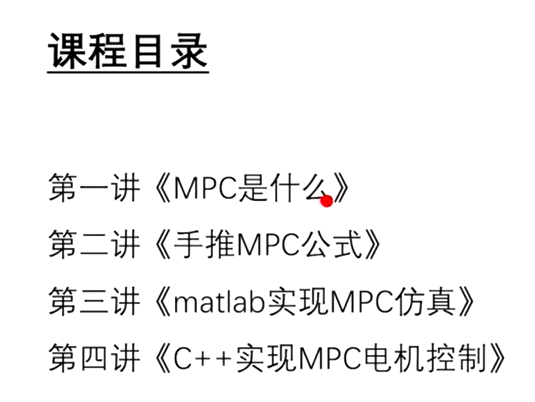 课程目录
第一讲《MPC是什么》
第二讲《手推MPC公式》
第三讲《matlab实现MPC仿真》
第四讲《C++实现MPC电机控制》